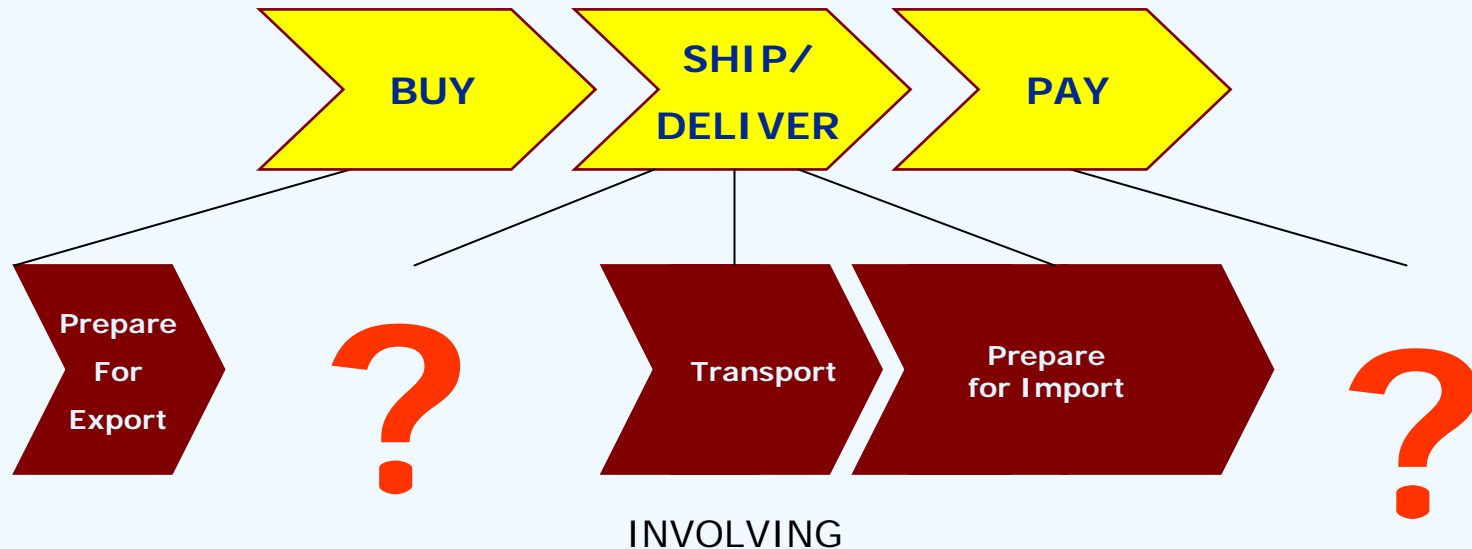 BUY
SHIP/
DELIVER
PAY
Prepare
For
Export
?
Transport
Prepare
for Import
?
INVOLVING